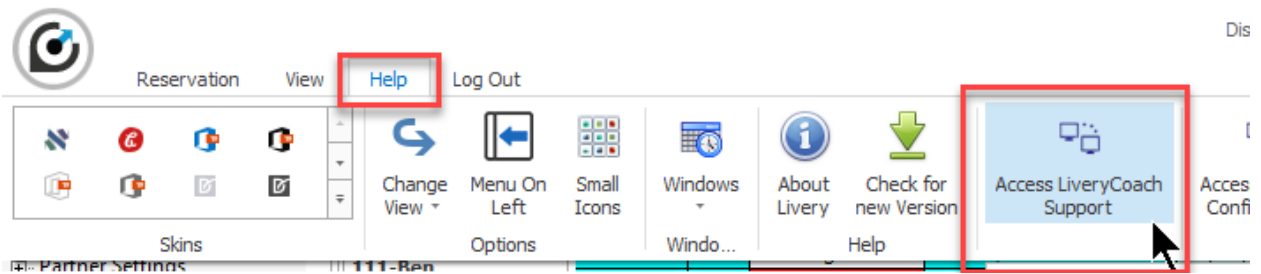 Dis
Reservation View Help Log Out
Change View
Menu On Left
Small Icons
Windows
About Livery
Check for new Version
Access LiveryCoach Support
Acces
Confi
Skins Options Windo... Help
Partner Settings 111-Ben